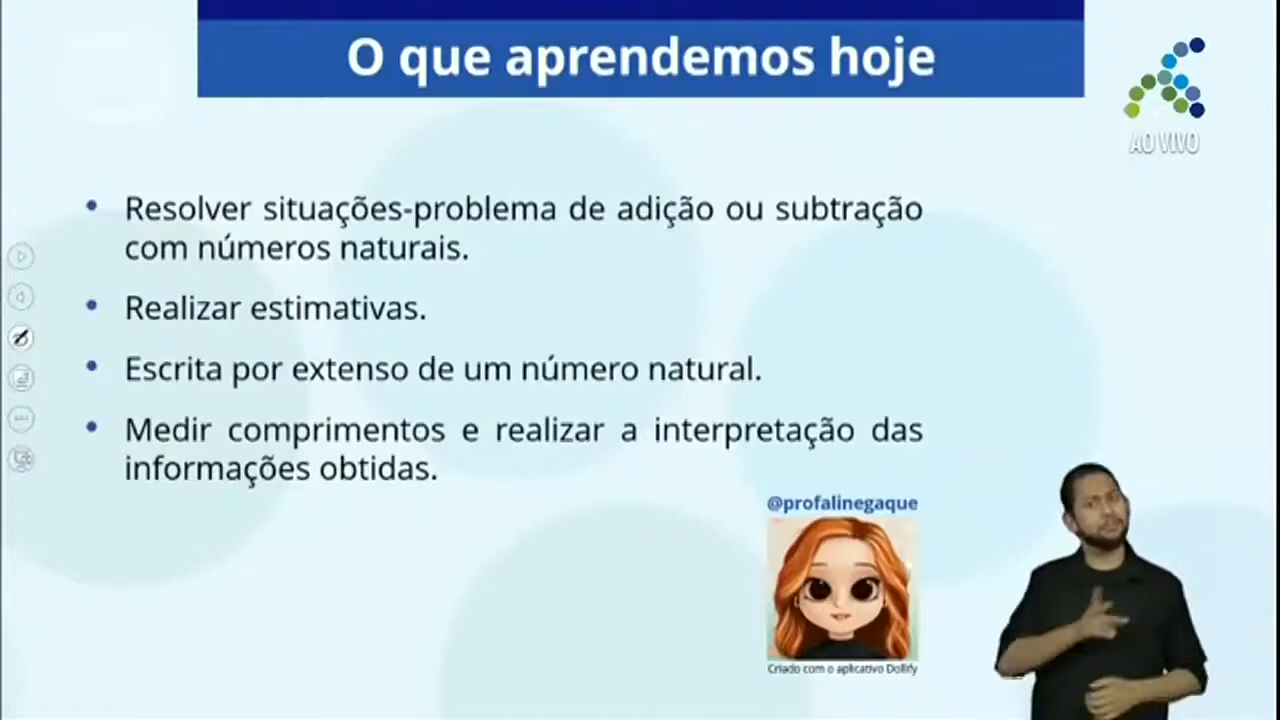 O que aprendemos hoje
AO VIVO
• Resolver situações-problema de adição ou subtração
com números naturais.
• Realizar estimativas.
• Escrita por extenso de um número natural.
• Medir comprimentos e realizar a interpretação das
informações obtidas.
@profalinegaque
Criado com o aplicativo Dollify